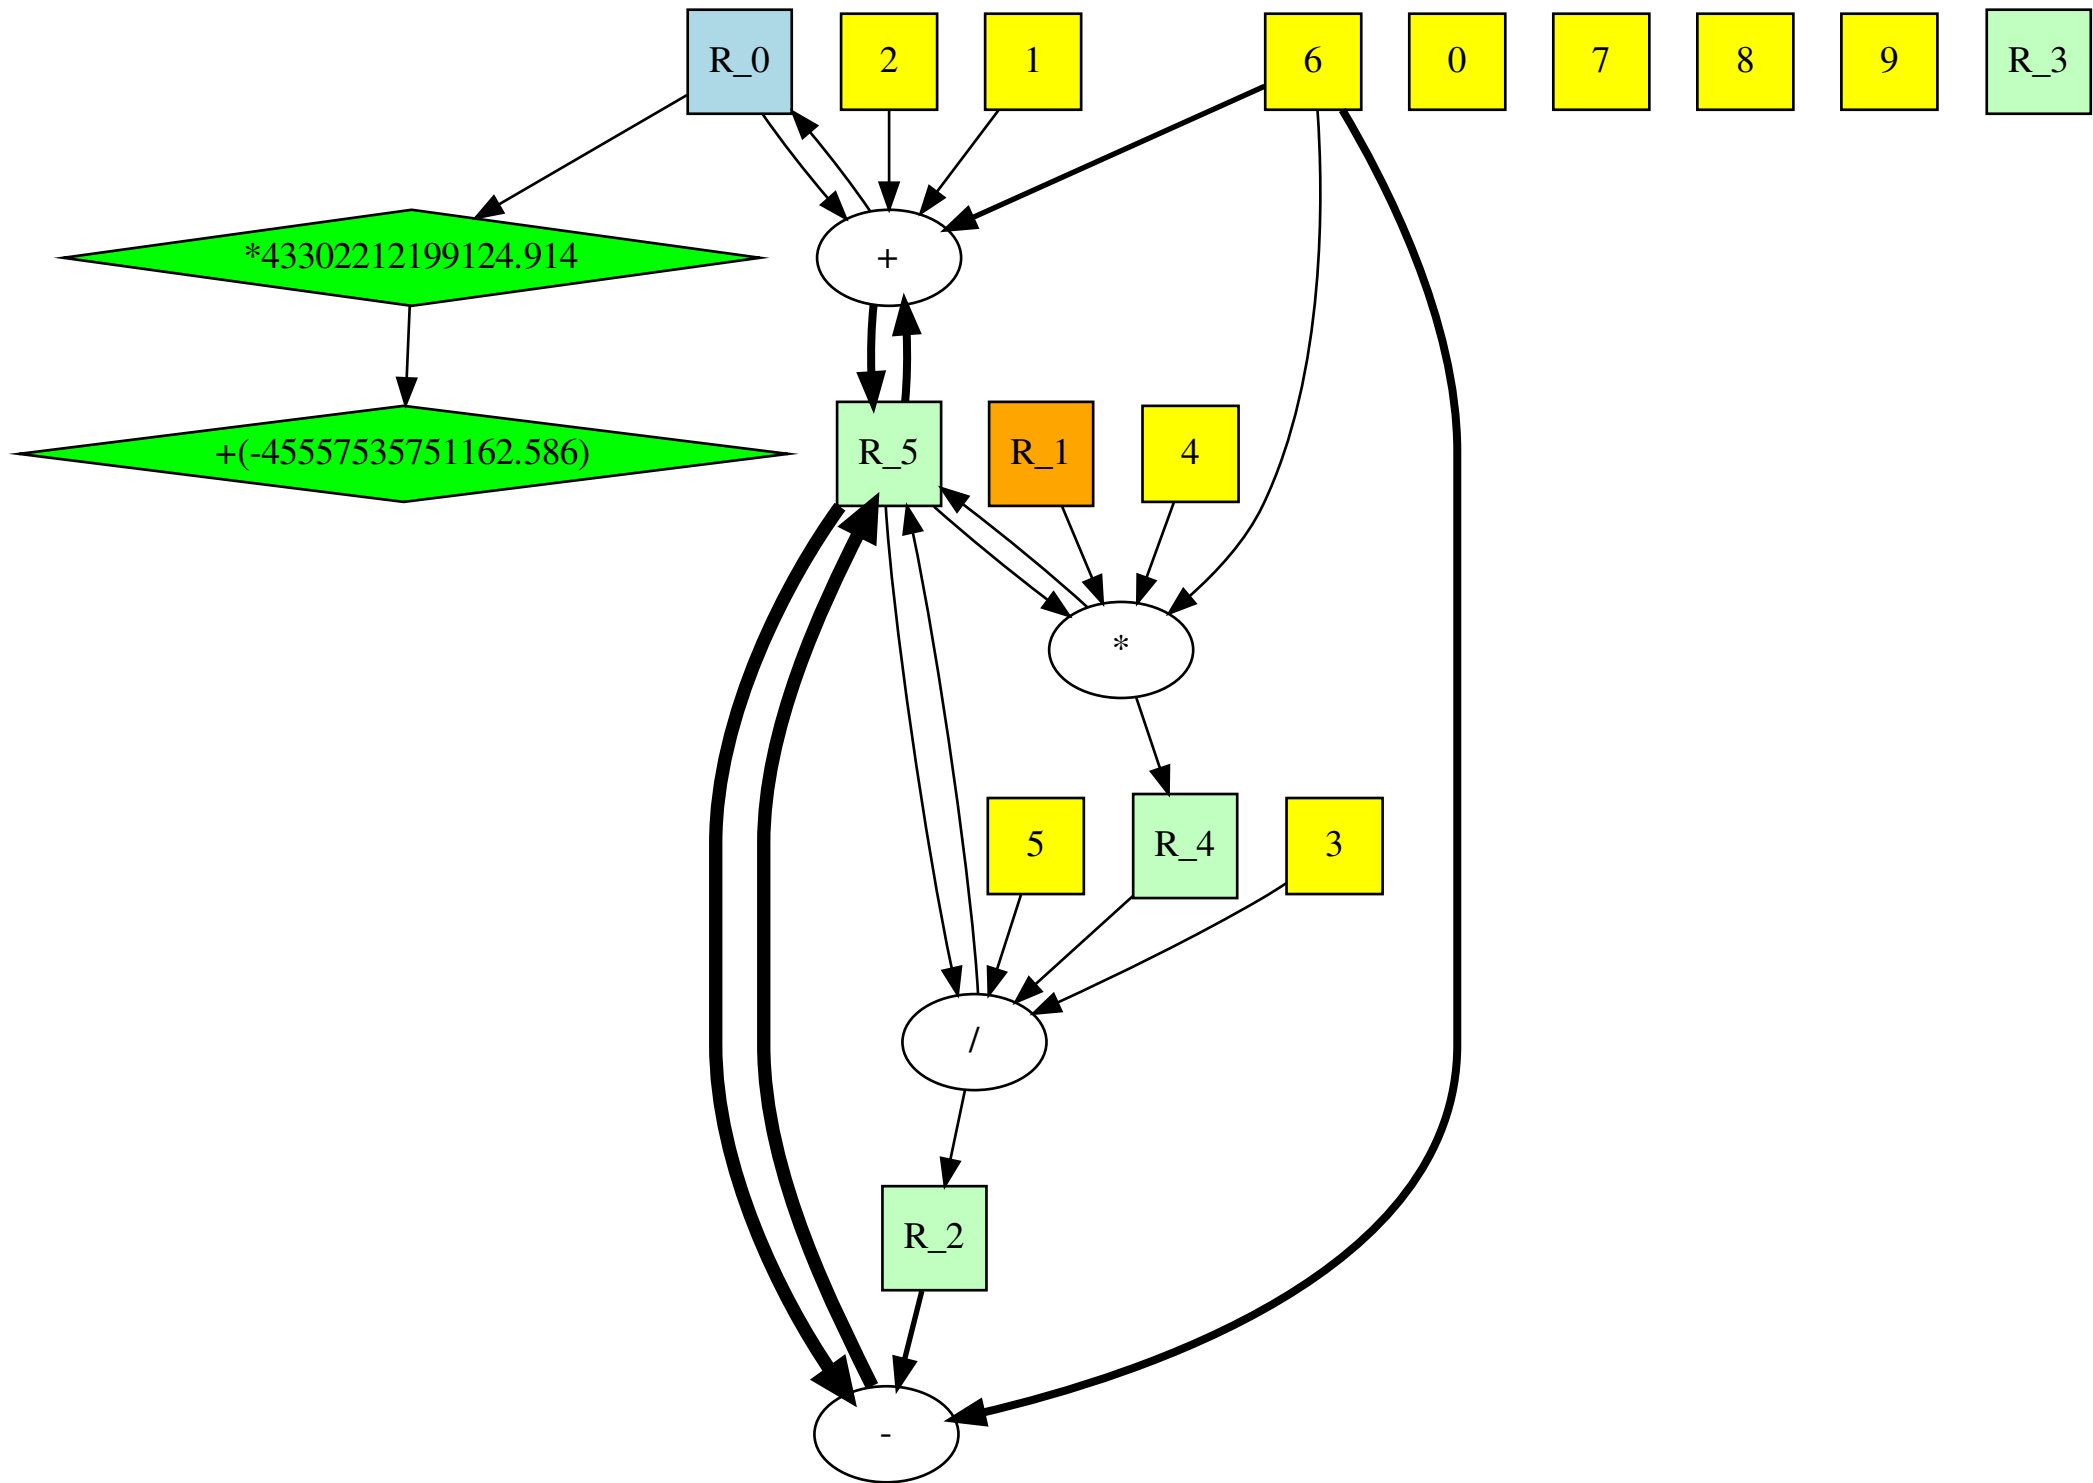 R_0
2
1
6
0
7
8
9
R_3
*43302212199124.914
+
+(-45557535751162.586)
R_5
R_1
4
*
5
R_4
3
/
R_2
-